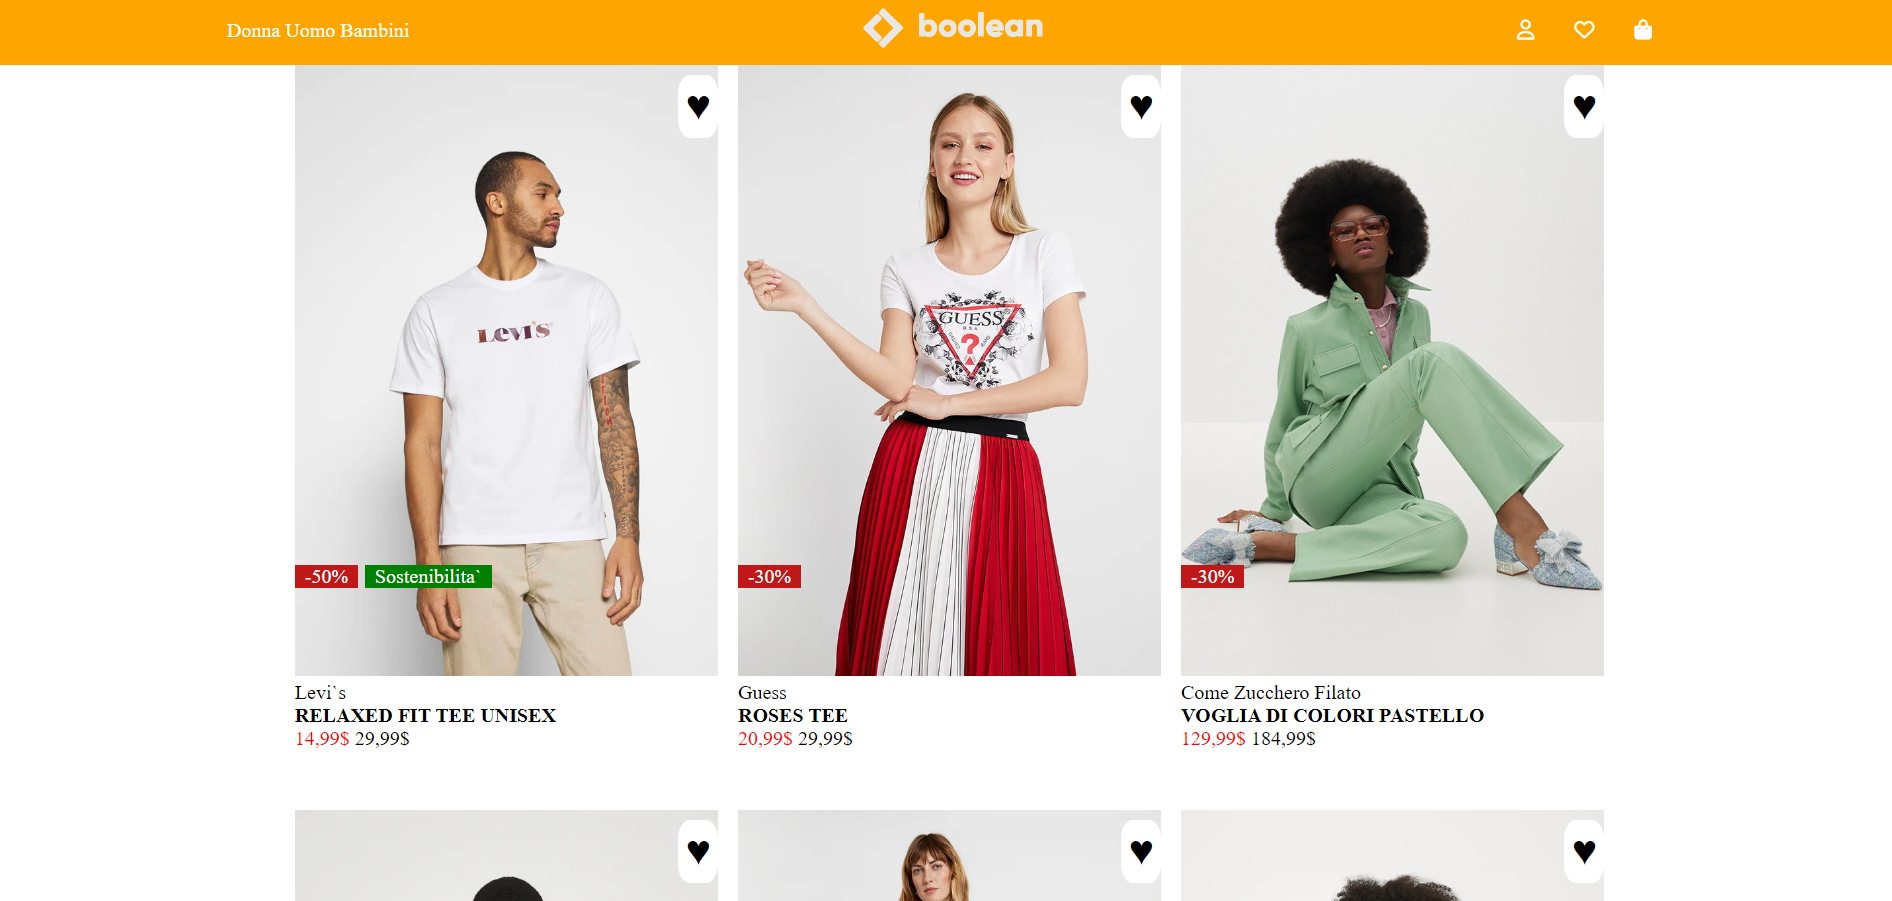 Donna Uomo Bambini
boolean
Levi's
GUESS
U.S.A.
?
-50% Sostenibilita`
-30%
-30%
Levi`s
RELAXED FIT TEE UNISEX
14,99$ 29,99$
Guess
ROSES TEE
20,99$ 29,99$
Come Zucchero Filato
VOGLIA DI COLORI PASTELLO
129,99$ 184,99$